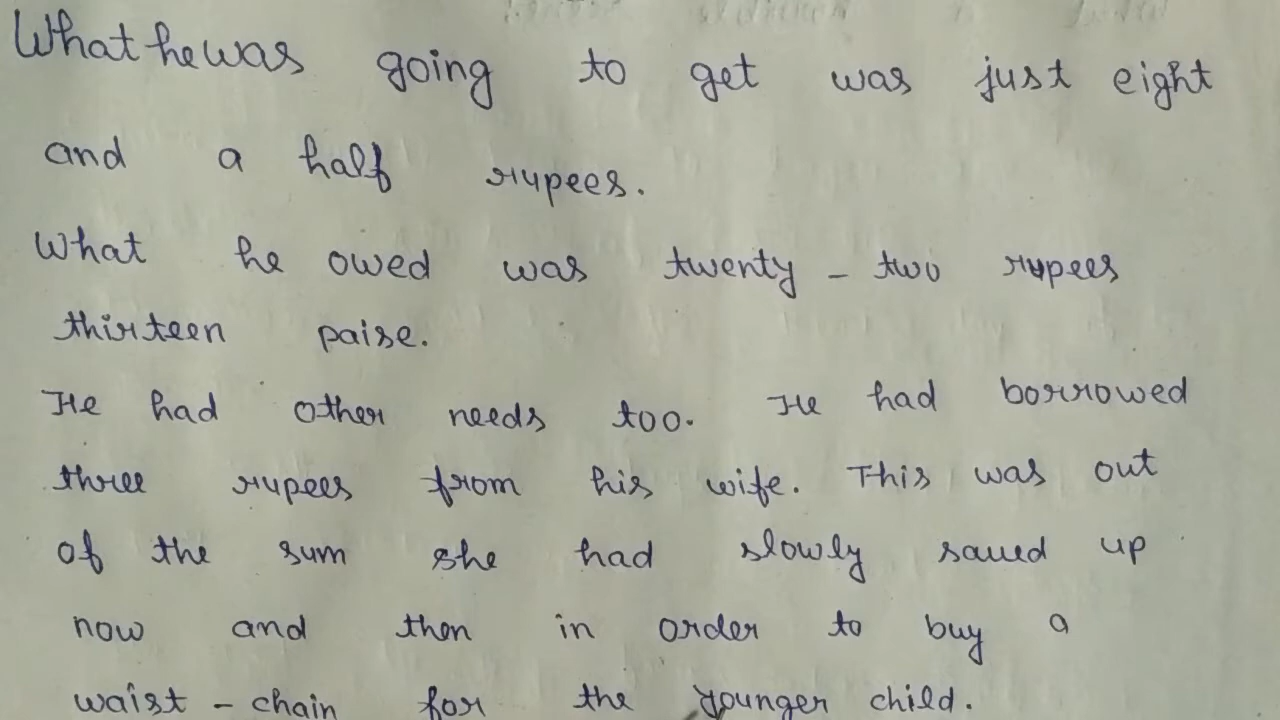 What he was going to get was just eight
and a half rupees.
What he owed was twenty - two rupees
thirteen paise.
He had other needs too. He had borrowed
three rupees from his wife. This was out
of the sum she had slowly saued up
now and then in order to buy a
waist - chain for the younger child.